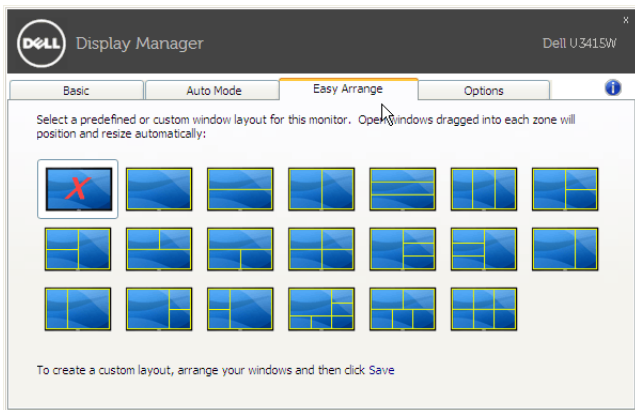 x
DELL Display Manager Dell U3415W
Basic Auto Mode Easy Arrange Options i
Select a predefined or custom window layout for this monitor. Open windows dragged into each zone will
position and resize automatically:
X
To create a custom layout, arrange your windows and then click Save